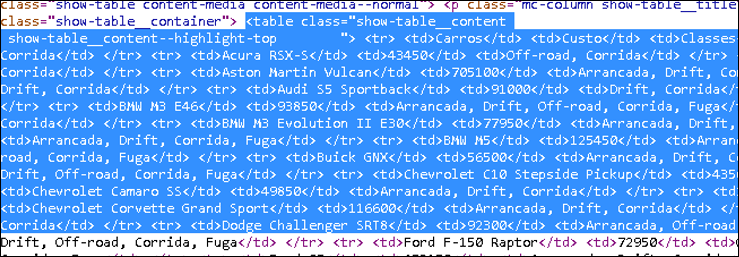 class="show-table content-media content-media--normal"> <p class="mc-column show-table__title
class="show-table__container"> <table class="show-table__content
show-table__content--highlight-top "> <tr> <td>Carros</td> <td>Custo</td> <td>Classes
Corrida</td> </tr> <tr> <td>Acura RSX-S</td> <td>43450</td> <td>Off-road, Corrida</td> </tr>
<tr> <td>Aston Martin Vulcan</td> <td>705100</td> <td>Arrancada, Drift, Co
Drift, Corrida</td> </tr> <tr> <td>Audi S5 Sportback</td> <td>91000</td> <td>Drift, Corrida</
</tr> <tr> <td>BMW M3 E46</td> <td>93850</td> <td>Arrancada, Drift, Off-road, Corrida, Fuga</
Corrida</td> </tr> <tr> <td>BMW M3 Evolution II E30</td> <td>77950</td> <td>Arrancada, Drift,
<td>Arrancada, Drift, Corrida, Fuga</td> </tr> <tr> <td>BMW M5</td> <td>125450</td> <td>Arran
road, Corrida</td> </tr> <tr> <td>Buick GNX</td> <td>56500</td> <td>Arrancada, Drift, Corrida
Drift, Off-road, Corrida, Fuga</td> </tr> <tr> <td>Chevrolet C10 Stepside Pickup</td> <td>435
<td>Chevrolet Camaro SS</td> <td>49850</td> <td>Arrancada, Drift, Corrida</td> </tr> <tr> <td
<td>Chevrolet Corvette Grand Sport</td> <td>116600</td> <td>Arrancada, Drift, Corrida</td> </
<tr> <td>Dodge Challenger SRT8</td> <td>92300</td> <td>Arrancada, Off-road
Drift, Off-road, Corrida, Fuga</td> </tr> <tr> <td>Ford F-150 Raptor</td> <td>72950</td> <td>